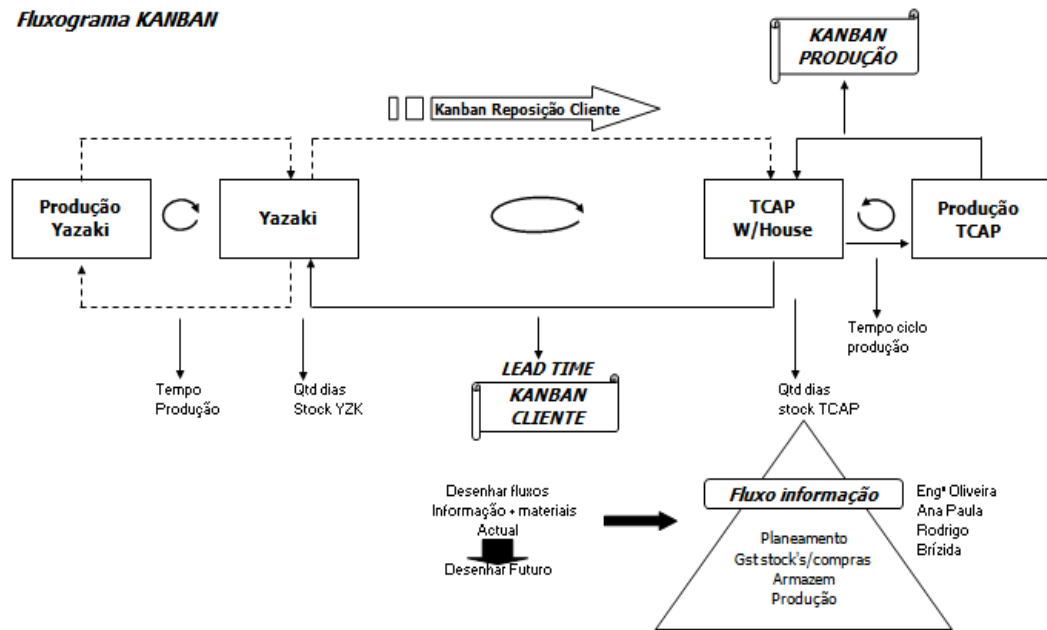 Fluxograma KANBAN
KANBAN
PRODUÇÃO
Kanban Reposição Cliente
Produção
Yazaki
Yazaki
TCAP
W/House
Produção
TCAP
Tempo ciclo
produção
Tempo
Produção
Qtd dias
Stock YZK
LEAD TIME
KANBAN
CLIENTE
Qtd dias
stock TCAP
Desenhar fluxos
Informação + materiais
Actual
Desenhar Futuro
Fluxo informação
Planeamento
Gst stock's/compras
Armazem
Produção
Engª Oliveira
Ana Paula
Rodrigo
Brízida